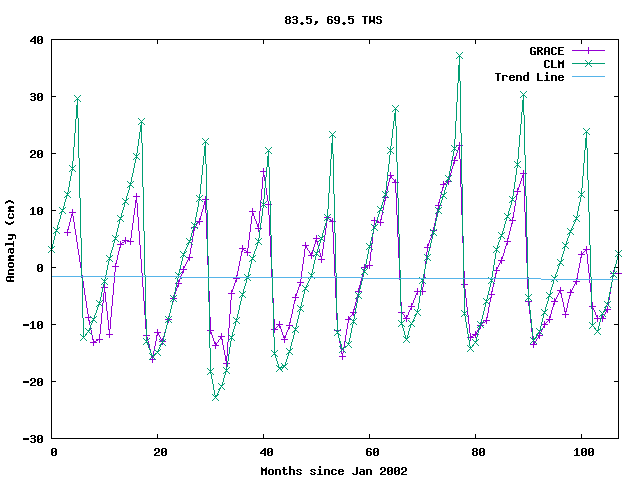 83.5, 69.5 TWS
GRACE
CLM
Trend Line
Anomaly (cm)
40
30
20
10
0
-10
-20
-30
0 20 40 60 80 100
Months since Jan 2002